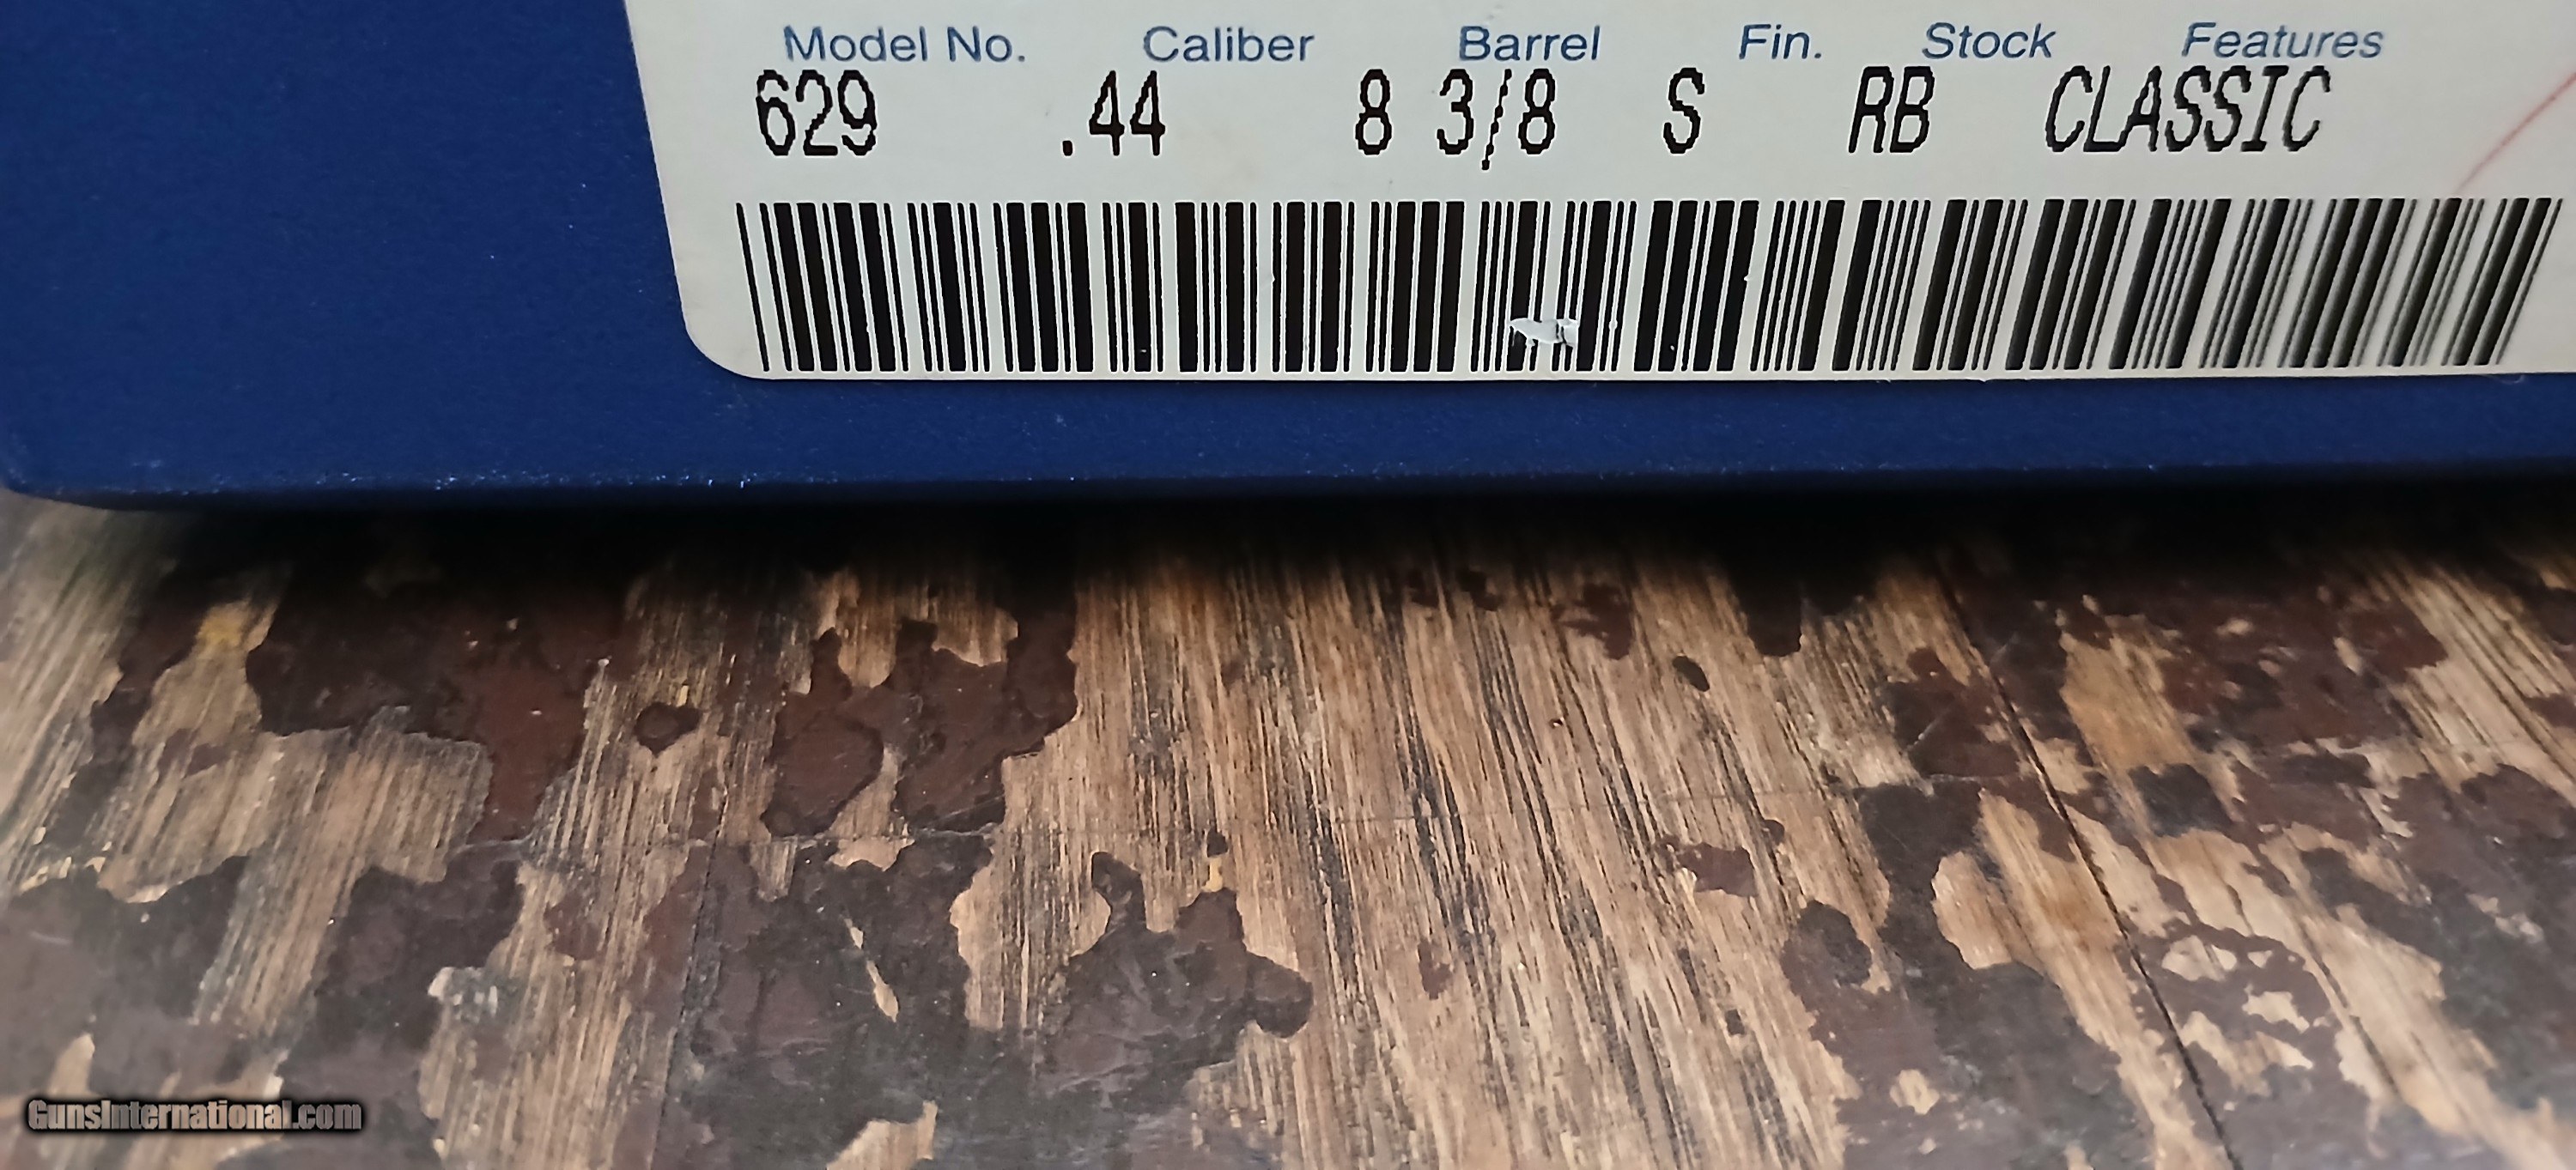 Model No. Caliber Barrel Fin. Stock Features
629 .44 8 3/8 S RB CLASSIC
GunsInternational.com